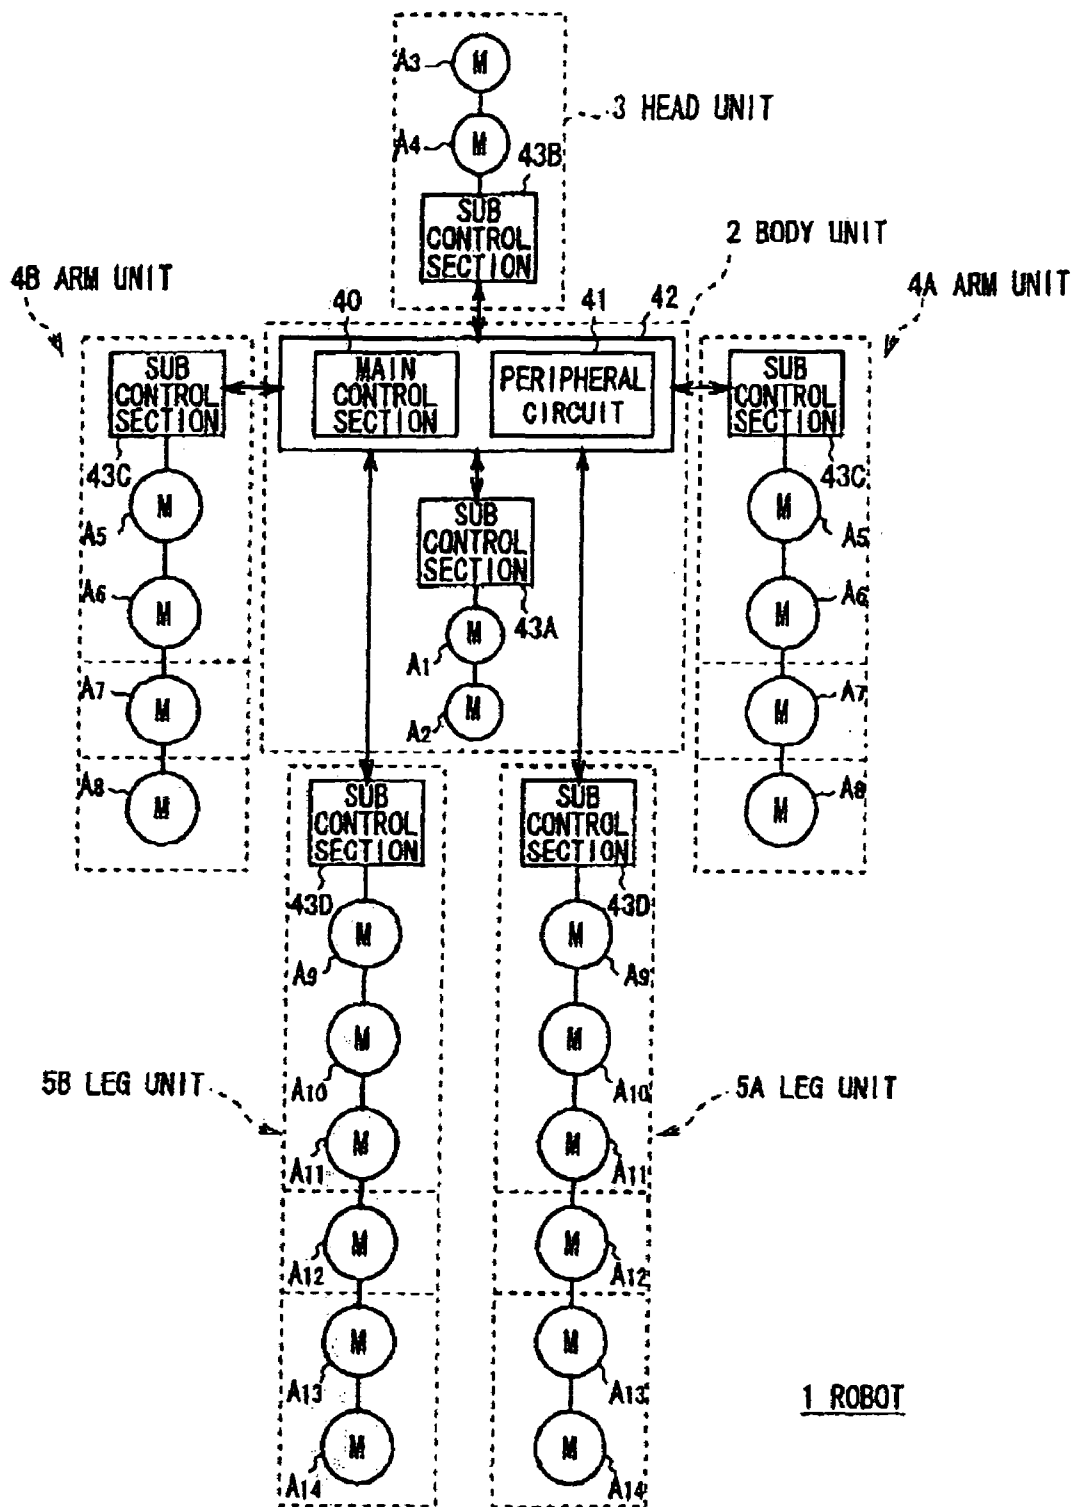 A3
M
3 HEAD UNIT
A4
M
43B
SUB
CONTROL
SECTION
2 BODY UNIT
4B ARM UNIT
4A ARM UNIT
40
41
42
SUB
CONTROL
SECTION
MAIN
CONTROL
SECTION
PERIPHERAL
CIRCUIT
SUB
CONTROL
SECTION
43C
43C
A5
M
SUB
CONTROL
SECTION
M
A5
A6
M
43A
M
A6
A1
M
A7
M
A2
M
M
A7
A8
M
M
A8
SUB
CONTROL
SECTION
SUB
CONTROL
SECTION
43D
43D
M
A9
M
A9
M
A10
M
A10
5B LEG UNIT
5A LEG UNIT
M
A11
M
A11
M
A12
M
A12
M
A13
M
A13
1 ROBOT
M
A14
M
A14